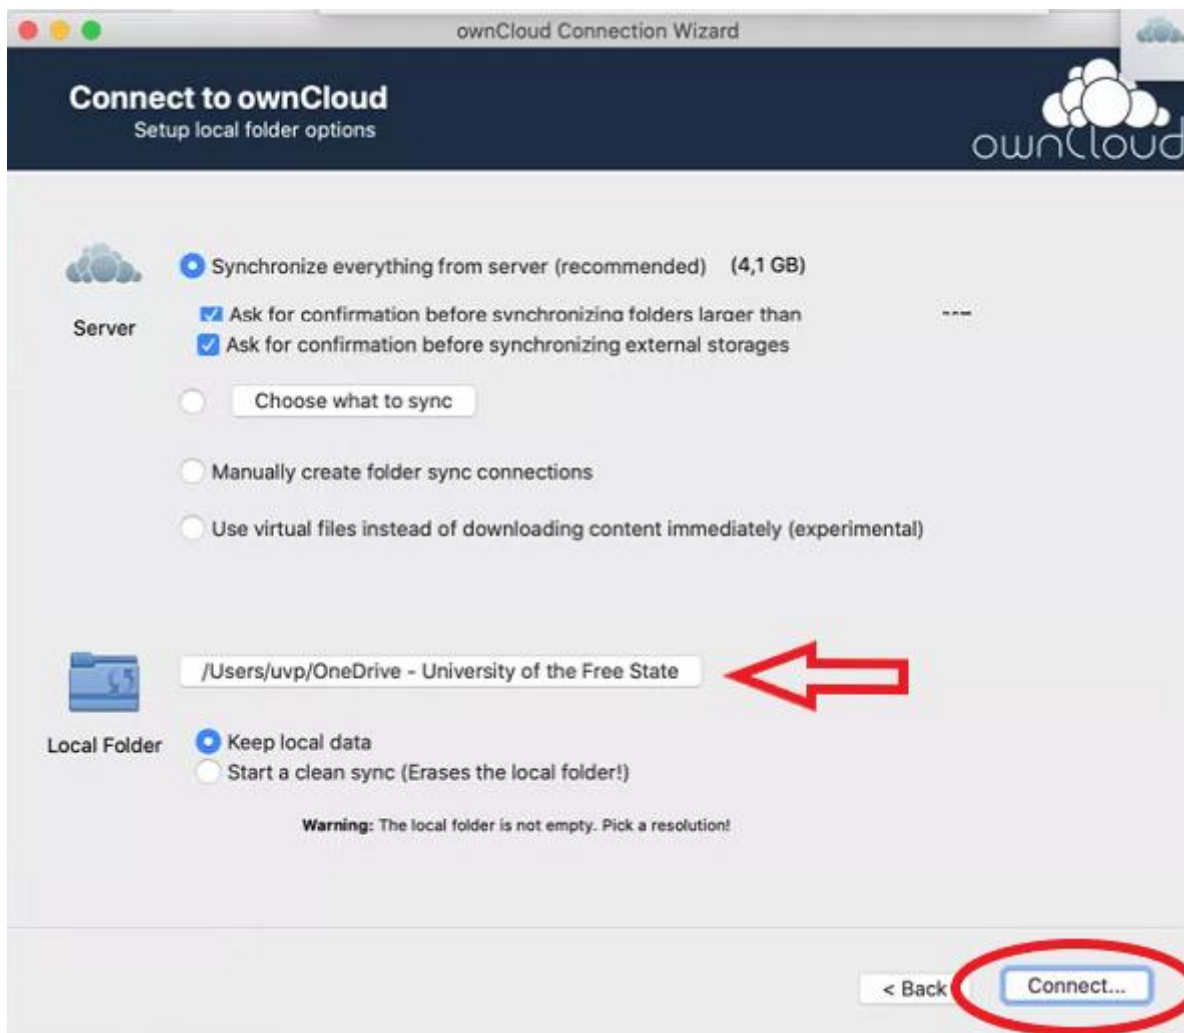 ownCloud Connection Wizard
Connect to ownCloud
Setup local folder options
ownCloud
Synchronize everything from server (recommended) (4,1 GB)
Ask for confirmation before synchronizing folders larger than
Server
Ask for confirmation before synchronizing external storages
Choose what to sync
Manually create folder sync connections
Use virtual files instead of downloading content immediately (experimental)
/Users/uvp/OneDrive - University of the Free State
Local Folder
Keep local data
Start a clean sync (Erases the local folder!)
Warning: The local folder is not empty. Pick a resolution!
< Back
Connect...